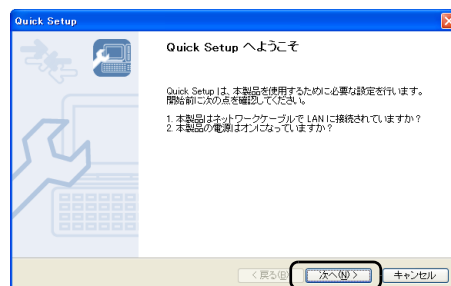 Quick Setup
Quick Setup へようこそ
Quick Setup は、本製品を使用するために必要な設定を行います。
開始前に次の点を確認してください。
1. 本製品はネットワークケーブルで LAN に接続されていますか?
2. 本製品の電源はオンになっていますか?
< 戻る(B)
次へ(N) >
キャンセル